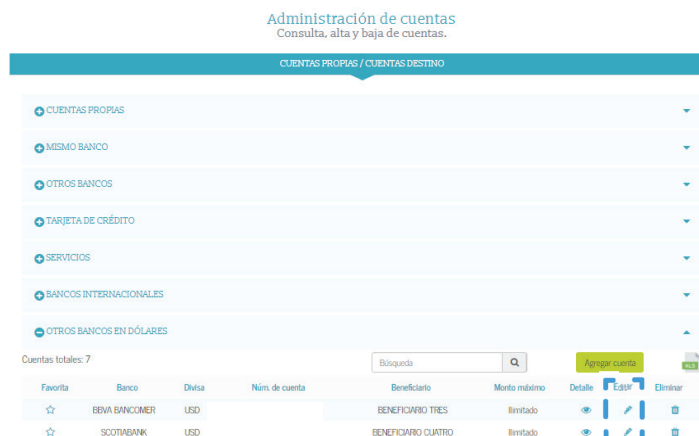 Administración de cuentas
Consulta, alta y baja de cuentas.
CUENTAS PROPIAS / CUENTAS DESTINO
CUENTAS PROPIAS
MISMO BANCO
OTROS BANCOS
TARJETA DE CRÉDITO
SERVICIOS
BANCOS INTERNACIONALES
OTROS BANCOS EN DÓLARES
Cuentas totales: 7 Búsqueda Agregar cuenta XLS
Favorita Banco Divisa Núm. de cuenta Beneficiario Monto máximo Detalle Editar Eliminar
BBVA BANCOMER USD BENEFICIARIO TRES Ilimitado
SCOTIABANK USD BENEFICIARIO CUATRO Ilimitado